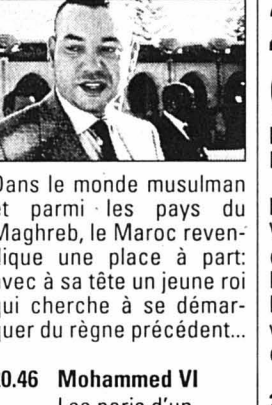 Dans le monde musulman
et parmi les pays du
Maghreb, le Maroc reven-
dique une place à part:
avec à sa tête un jeune roi
qui cherche à se démar-
quer du règne précédent...
20.46 Mohammed VI